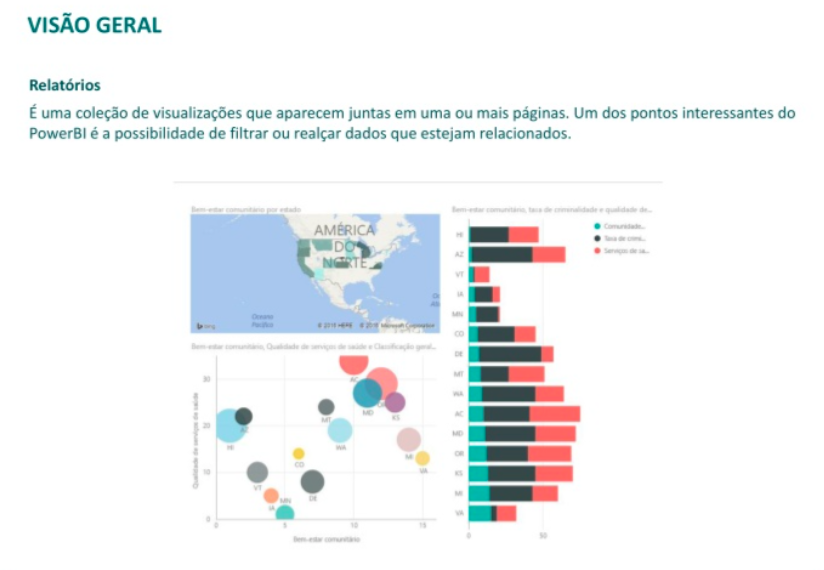 VISÃO GERAL
Relatórios
É uma coleção de visualizações que aparecem juntas em uma ou mais páginas. Um dos pontos interessantes do
PowerBI é a possibilidade de filtrar ou realçar dados que estejam relacionados.
Bem-estar comunitário por estado
AMÉRICA
DO
NORTE
Oceano
Pacífico
bing
© 2019 HERE © 2019 Microsoft Corporation
Bem-estar comunitário, taxa de criminalidade e qualidade de...
Comunidade...
Taxa de crimi...
Serviços de sa...
HI
AZ
VT
IA
MN
CO
DE
MT
WA
AC
MD
OR
KS
MI
VA
0
50
Bem-estar comunitário, Qualidade de serviços de saúde e Classificação geral...
Qualidade de serviços de saúde
30
20
10
0
AC
OR
MD
KS
MT
AZ
HI
WA
MI
CO
VA
VT
DE
IA
MN
0
5
10
15
Bem-estar comunitário